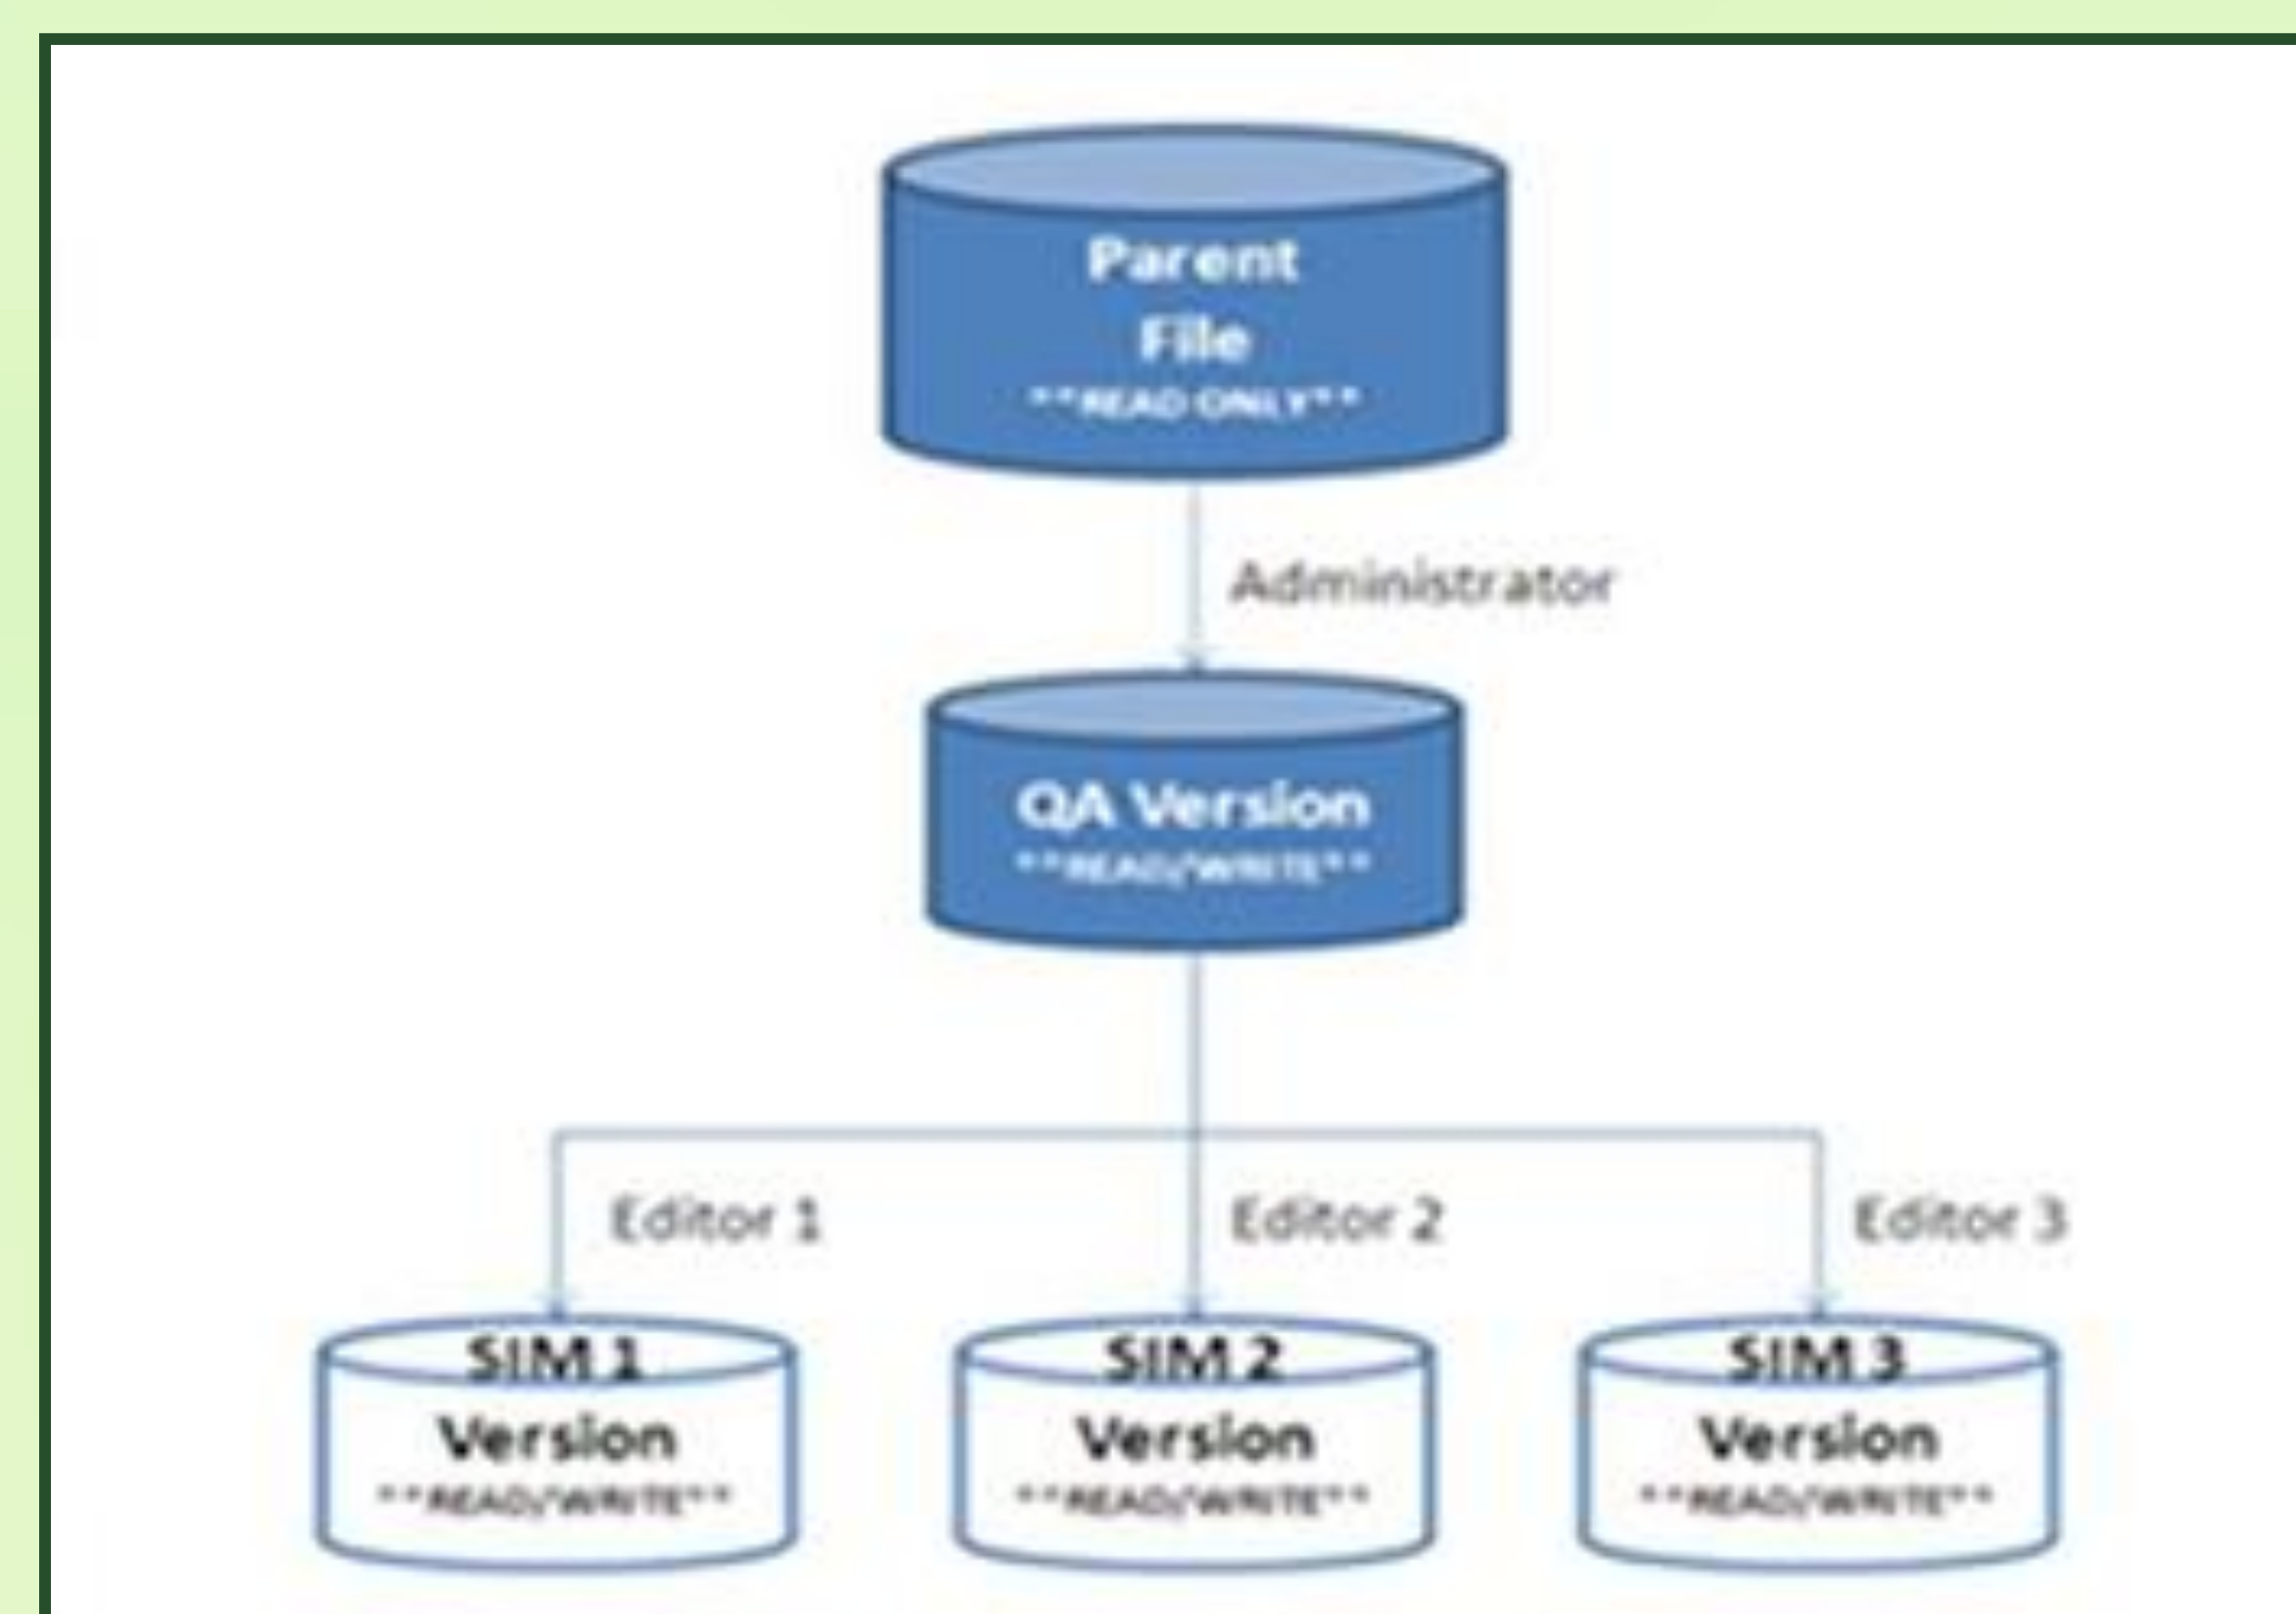 Parent
File
**READ ONLY**
Administrator
QA Version
**READ/WRITE**
Editor 1
Editor 2
Editor 3
SIM 1
Version
**READ/WRITE**
SIM 2
Version
**READ/WRITE**
SIM 3
Version
**READ/WRITE**